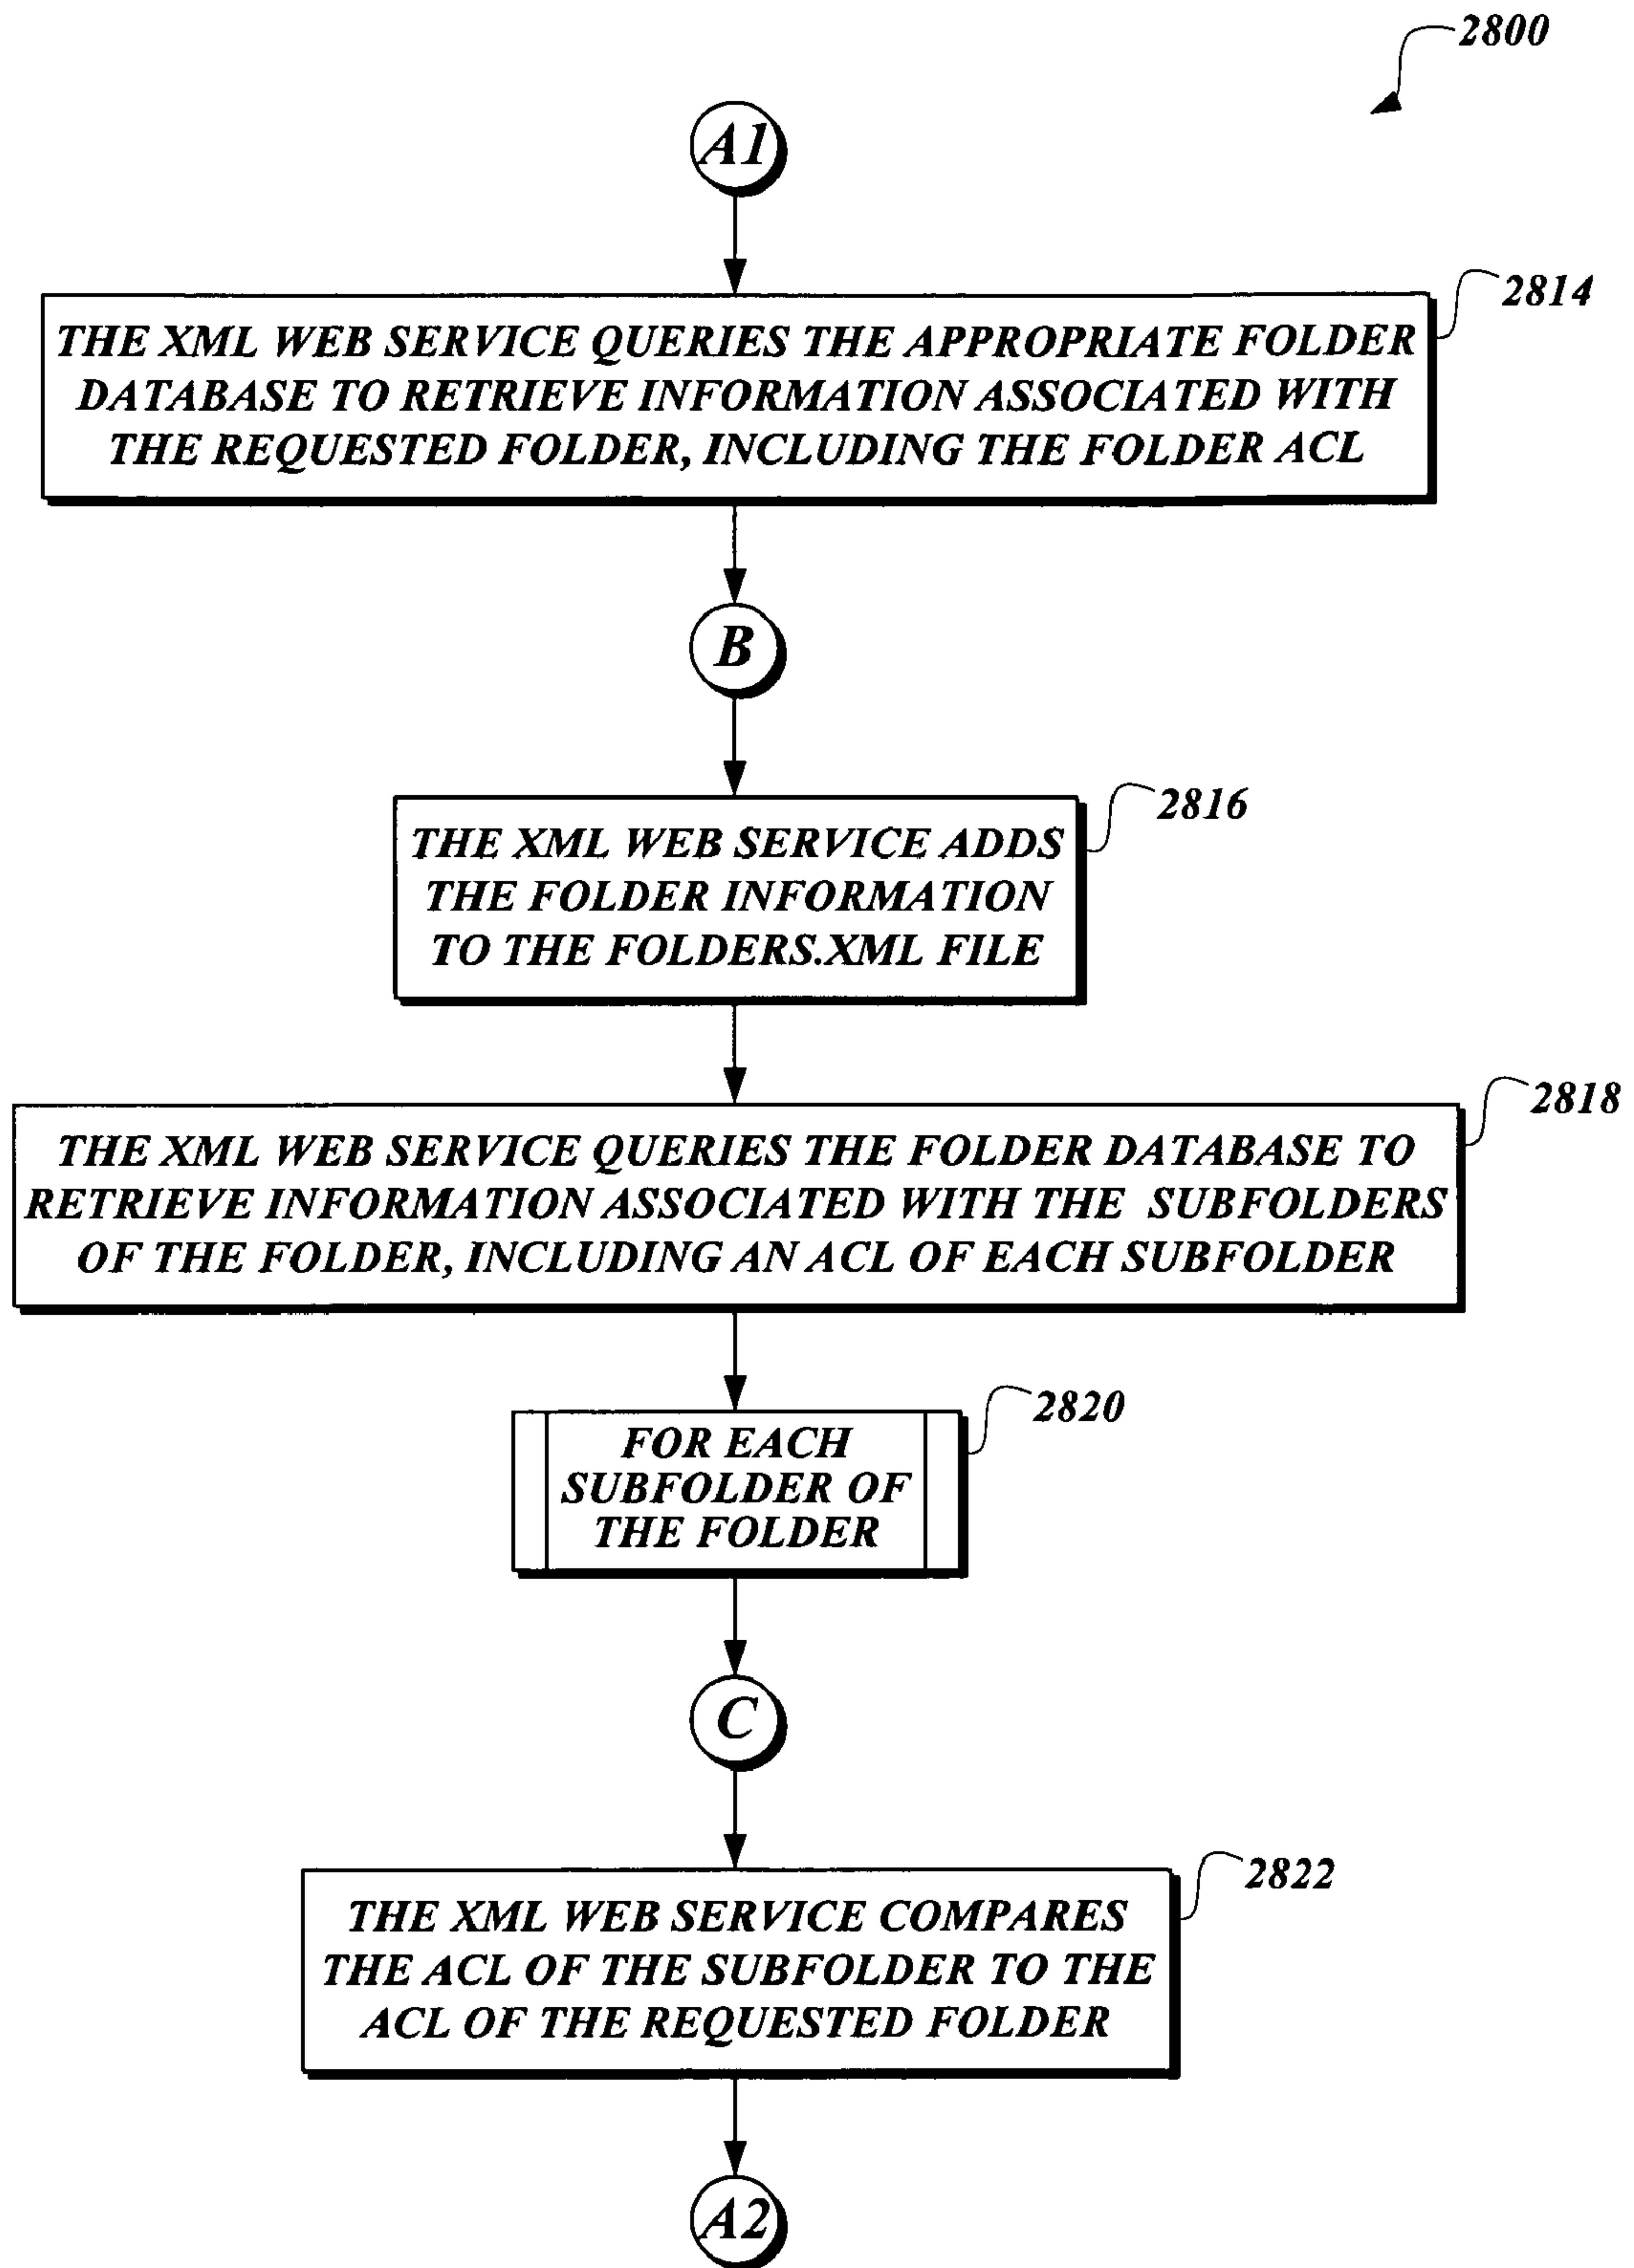 2800
A1
2814
THE XML WEB SERVICE QUERIES THE APPROPRIATE FOLDER
DATABASE TO RETRIEVE INFORMATION ASSOCIATED WITH
THE REQUESTED FOLDER, INCLUDING THE FOLDER ACL
B
2816
THE XML WEB SERVICE ADDS
THE FOLDER INFORMATION
TO THE FOLDERS.XML FILE
2818
THE XML WEB SERVICE QUERIES THE FOLDER DATABASE TO
RETRIEVE INFORMATION ASSOCIATED WITH THE SUBFOLDERS
OF THE FOLDER, INCLUDING AN ACL OF EACH SUBFOLDER
2820
FOR EACH
SUBFOLDER OF
THE FOLDER
C
2822
THE XML WEB SERVICE COMPARES
THE ACL OF THE SUBFOLDER TO THE
ACL OF THE REQUESTED FOLDER
A2